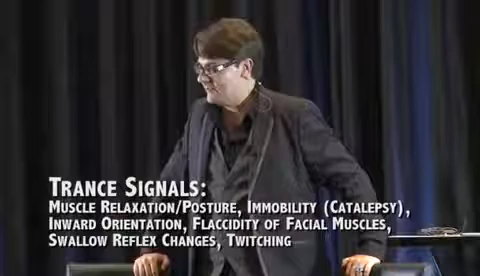 Trance Signals:
Muscle Relaxation/Posture, Immobility (Catalepsy),
Inward Orientation, Flaccidity of Facial Muscles,
Swallow Reflex Changes, Twitching